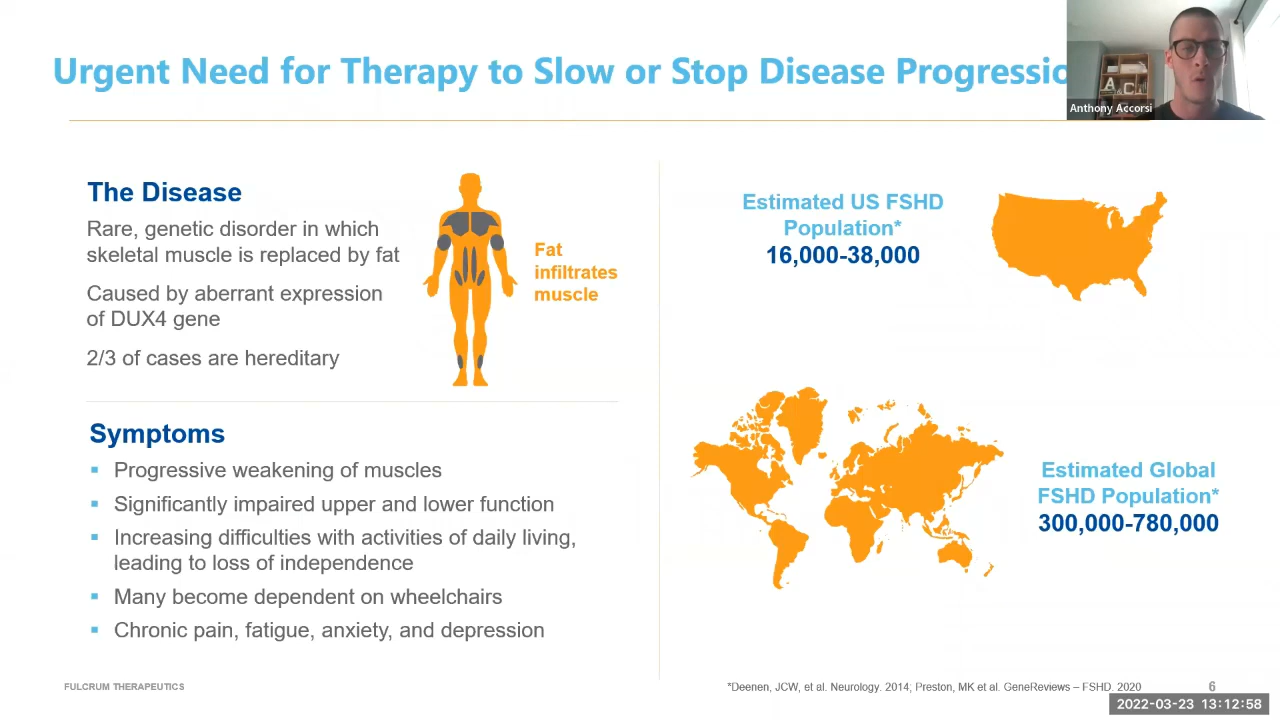 Urgent Need for Therapy to Slow or Stop Disease Progressio
Anthony Accorsi
The Disease
Rare, genetic disorder in which
skeletal muscle is replaced by fat
Caused by aberrant expression
of DUX4 gene
2/3 of cases are hereditary
Fat
infiltrates
muscle
Symptoms
▪ Progressive weakening of muscles
▪ Significantly impaired upper and lower function
▪ Increasing difficulties with activities of daily living,
leading to loss of independence
▪ Many become dependent on wheelchairs
▪ Chronic pain, fatigue, anxiety, and depression
Estimated US FSHD
Population*
16,000-38,000
Estimated Global
FSHD Population*
300,000-780,000
FULCRUM THERAPEUTICS
*Deenen, JCW, et al. Neurology. 2014; Preston, MK et al. GeneReviews – FSHD. 2020
6
2022-03-23 13:12:58